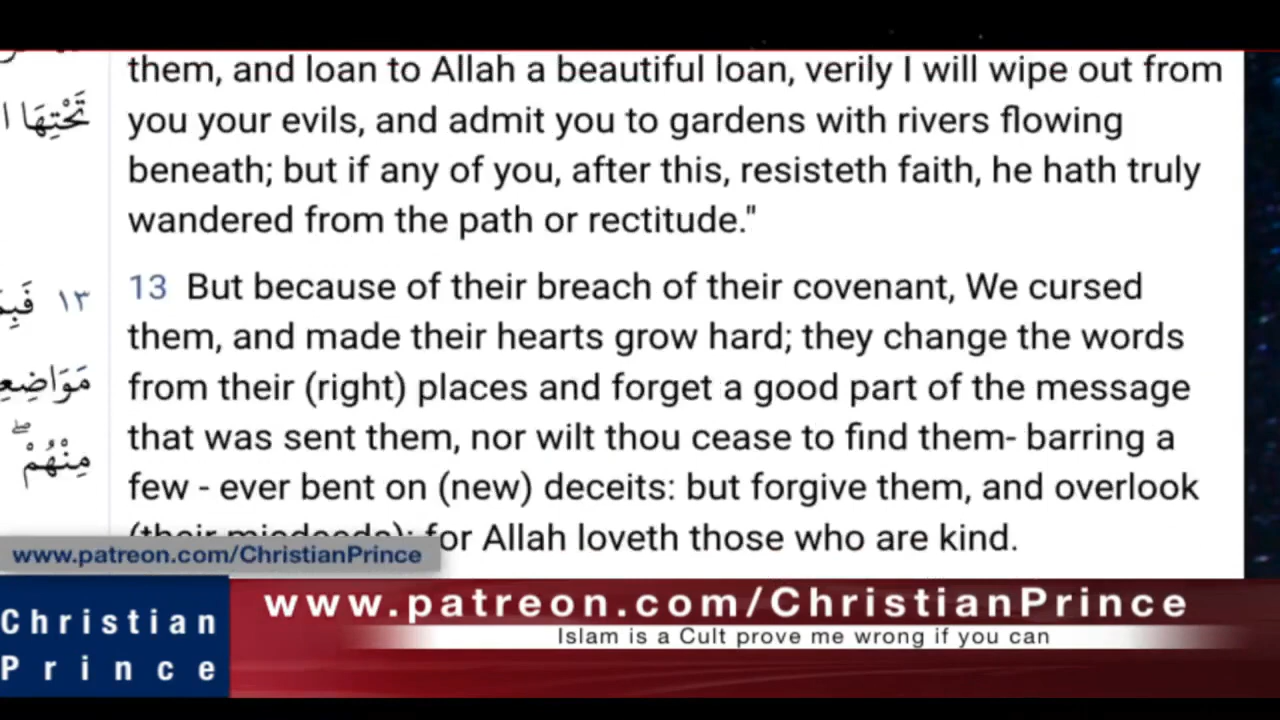 them, and loan to Allah a beautiful loan, verily I will wipe out from
you your evils, and admit you to gardens with rivers flowing
beneath; but if any of you, after this, resisteth faith, he hath truly
wandered from the path or rectitude."
13 But because of their breach of their covenant, We cursed
them, and made their hearts grow hard; they change the words
from their (right) places and forget a good part of the message
that was sent them, nor wilt thou cease to find them- barring a
few - ever bent on (new) deceits: but forgive them, and overlook
(their misdeeds): for Allah loveth those who are kind.
تَحْتِهَا
١٣
مِنْهُمْ ۖ
www.patreon.com/ChristianPrince
Christian
Prince
www.patreon.com/ChristianPrince
Islam is a Cult prove me wrong if you can